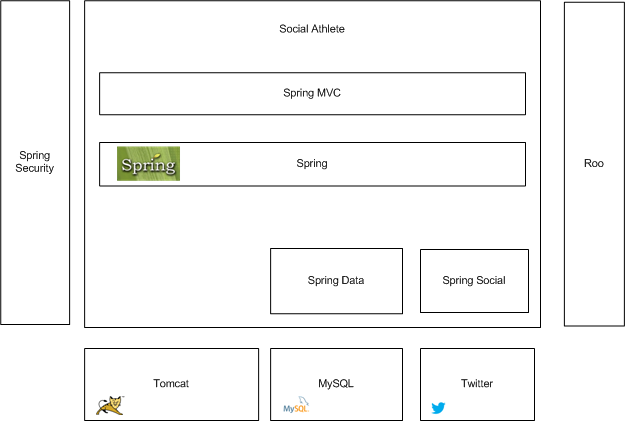 Social Athlete
Spring MVC
Spring
Security
Spring
Spring
Roo
Spring Data
Spring Social
Tomcat
MySQL
Twitter
MySQL